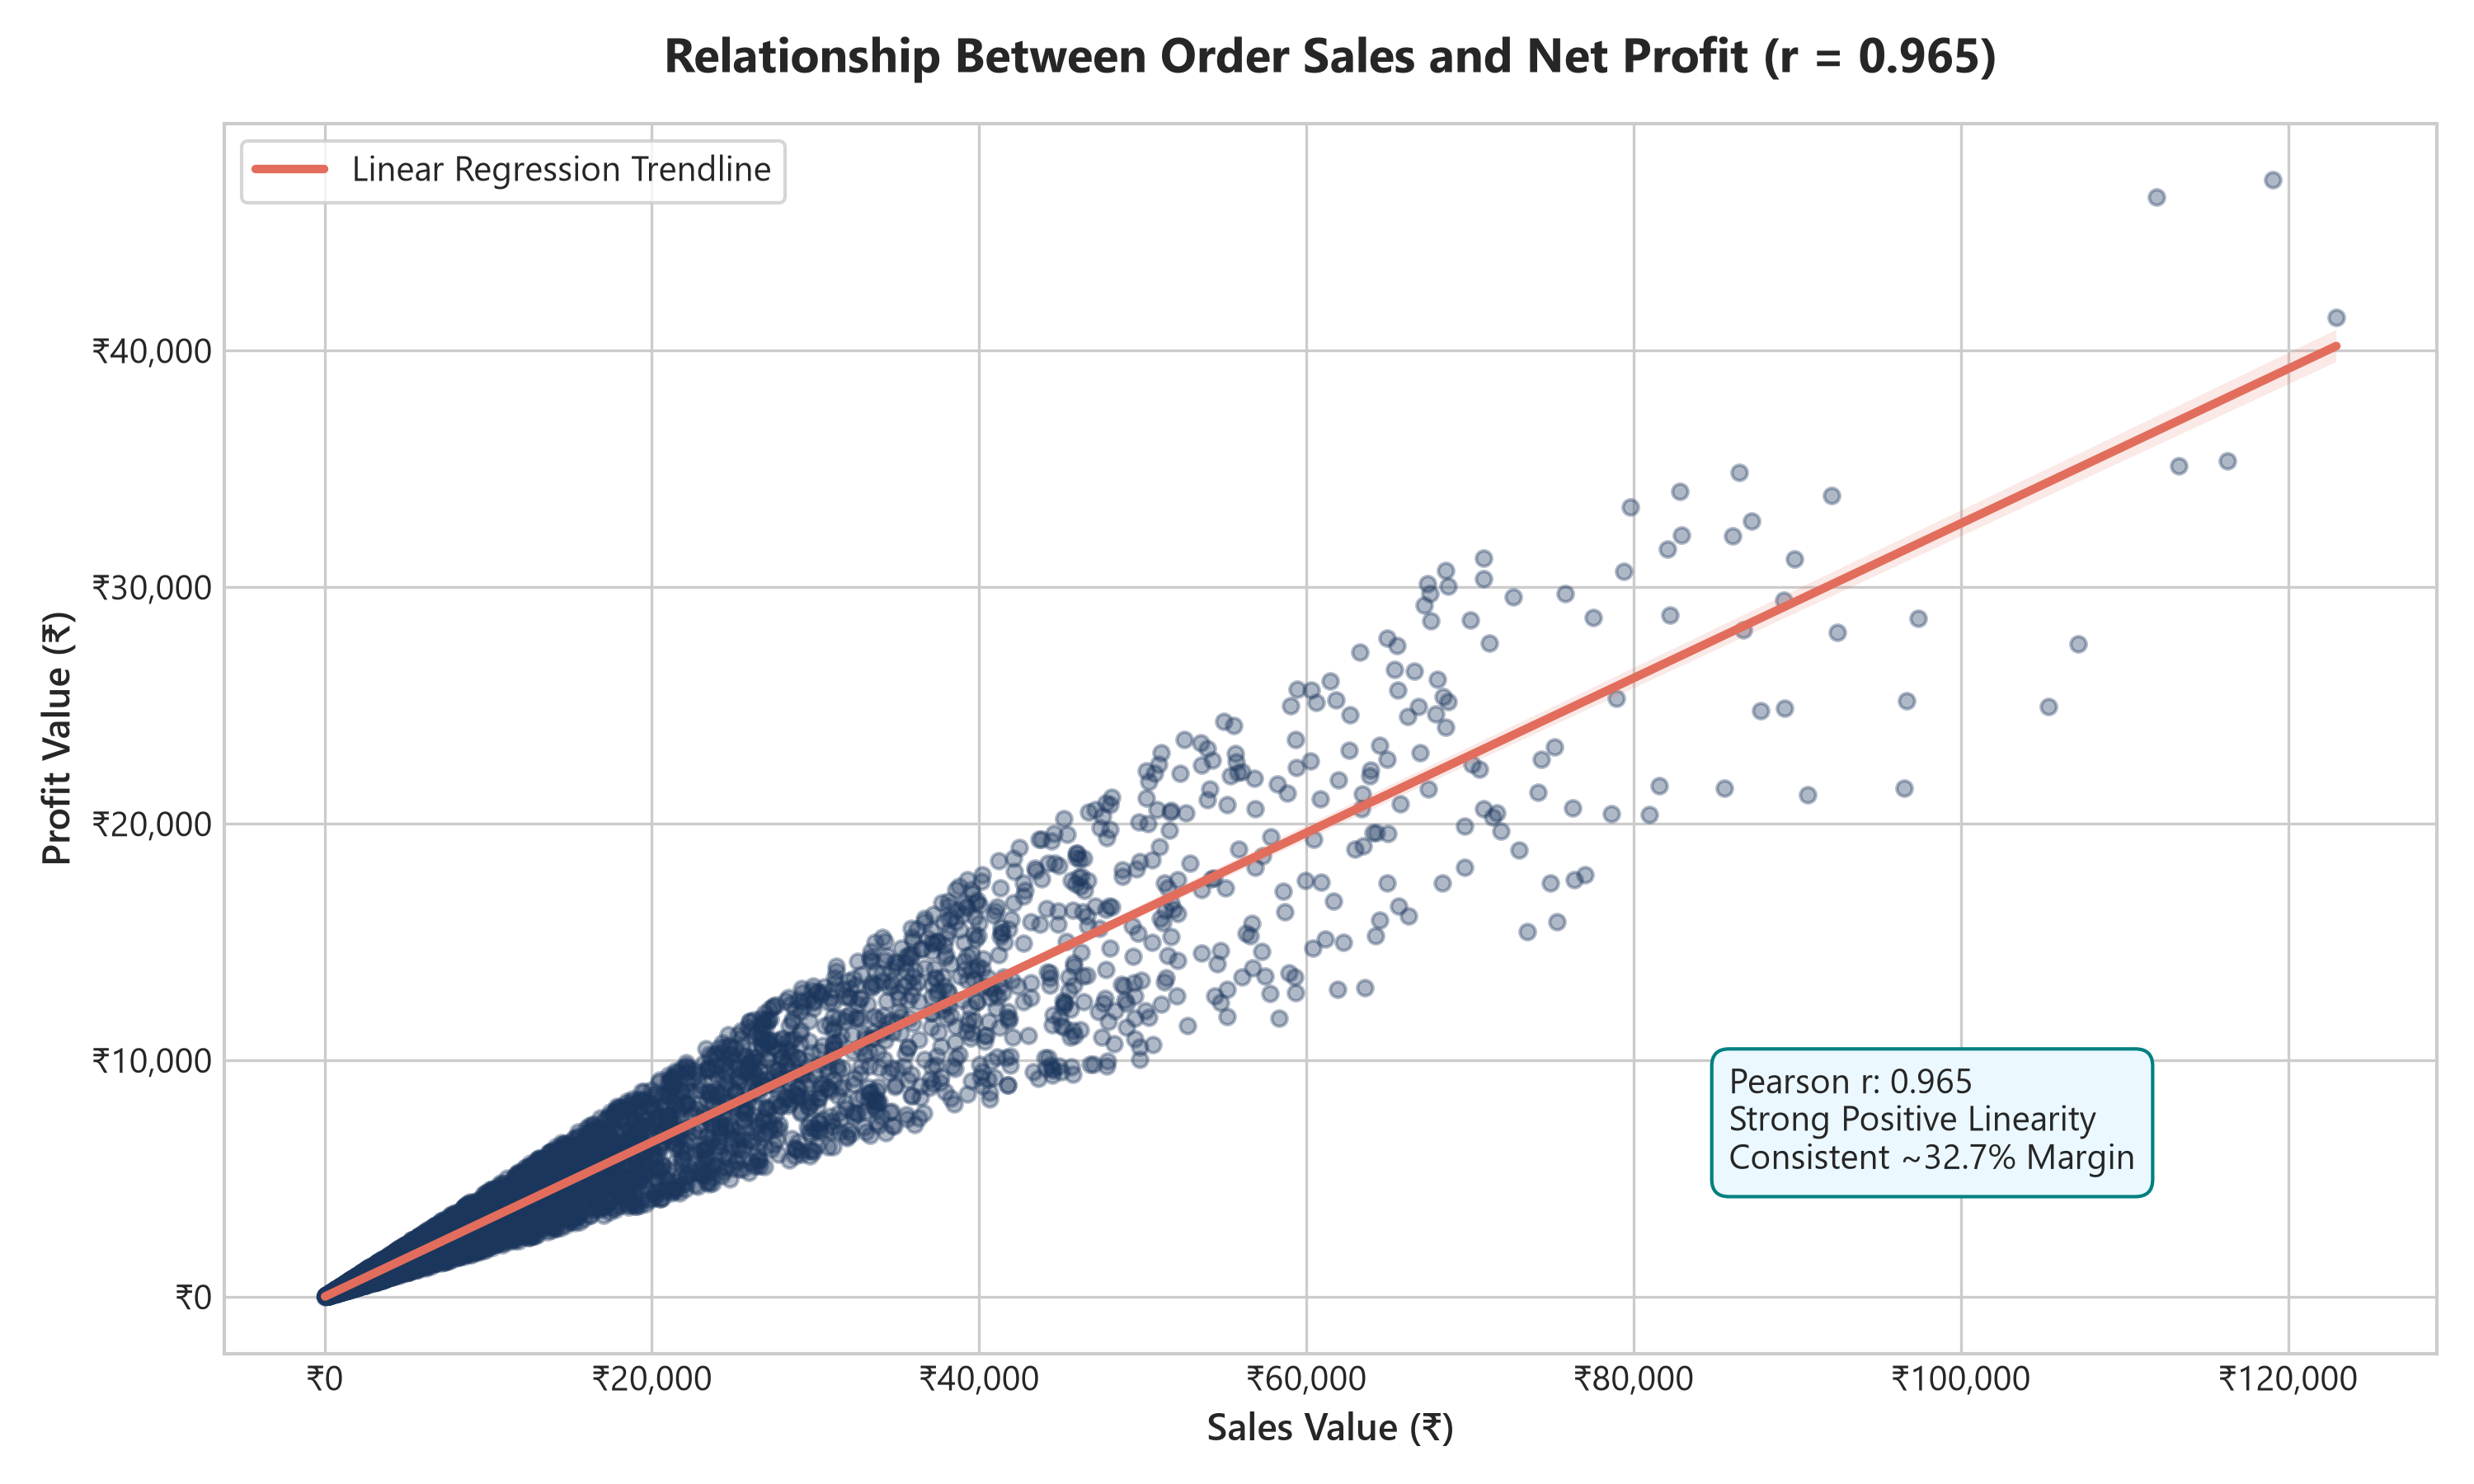 Relationship Between Order Sales and Net Profit (r = 0.965)
Linear Regression Trendline
Profit Value (₹)
₹40,000
₹30,000
₹20,000
₹10,000
₹0
Pearson r: 0.965
Strong Positive Linearity
Consistent ~32.7% Margin
₹0 ₹20,000 ₹40,000 ₹60,000 ₹80,000 ₹100,000 ₹120,000
Sales Value (₹)